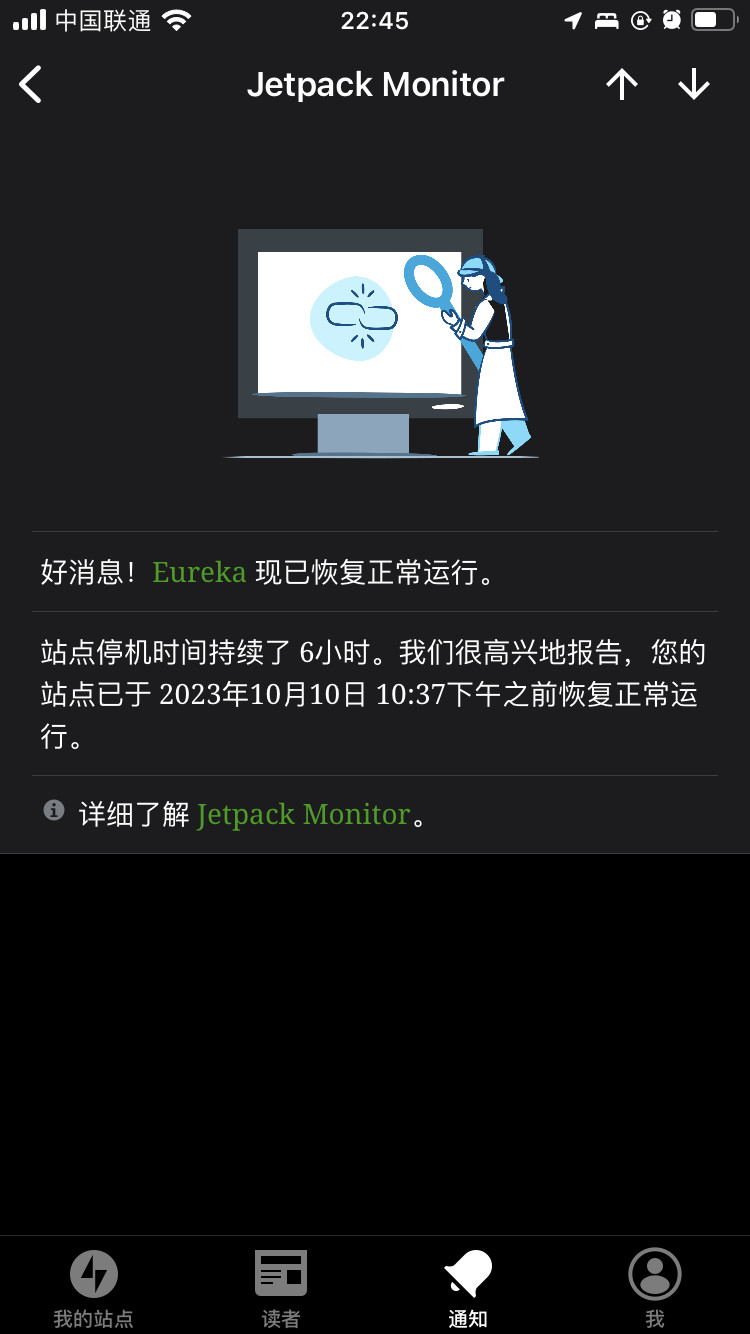 中国联通 22:45
Jetpack Monitor
好消息！Eureka 现已恢复正常运行。
站点停机时间持续了 6小时。我们很高兴地报告，您的
站点已于 2023年10月10日 10:37下午之前恢复正常运
行。
详细了解 Jetpack Monitor。
我的站点 读者 通知 我